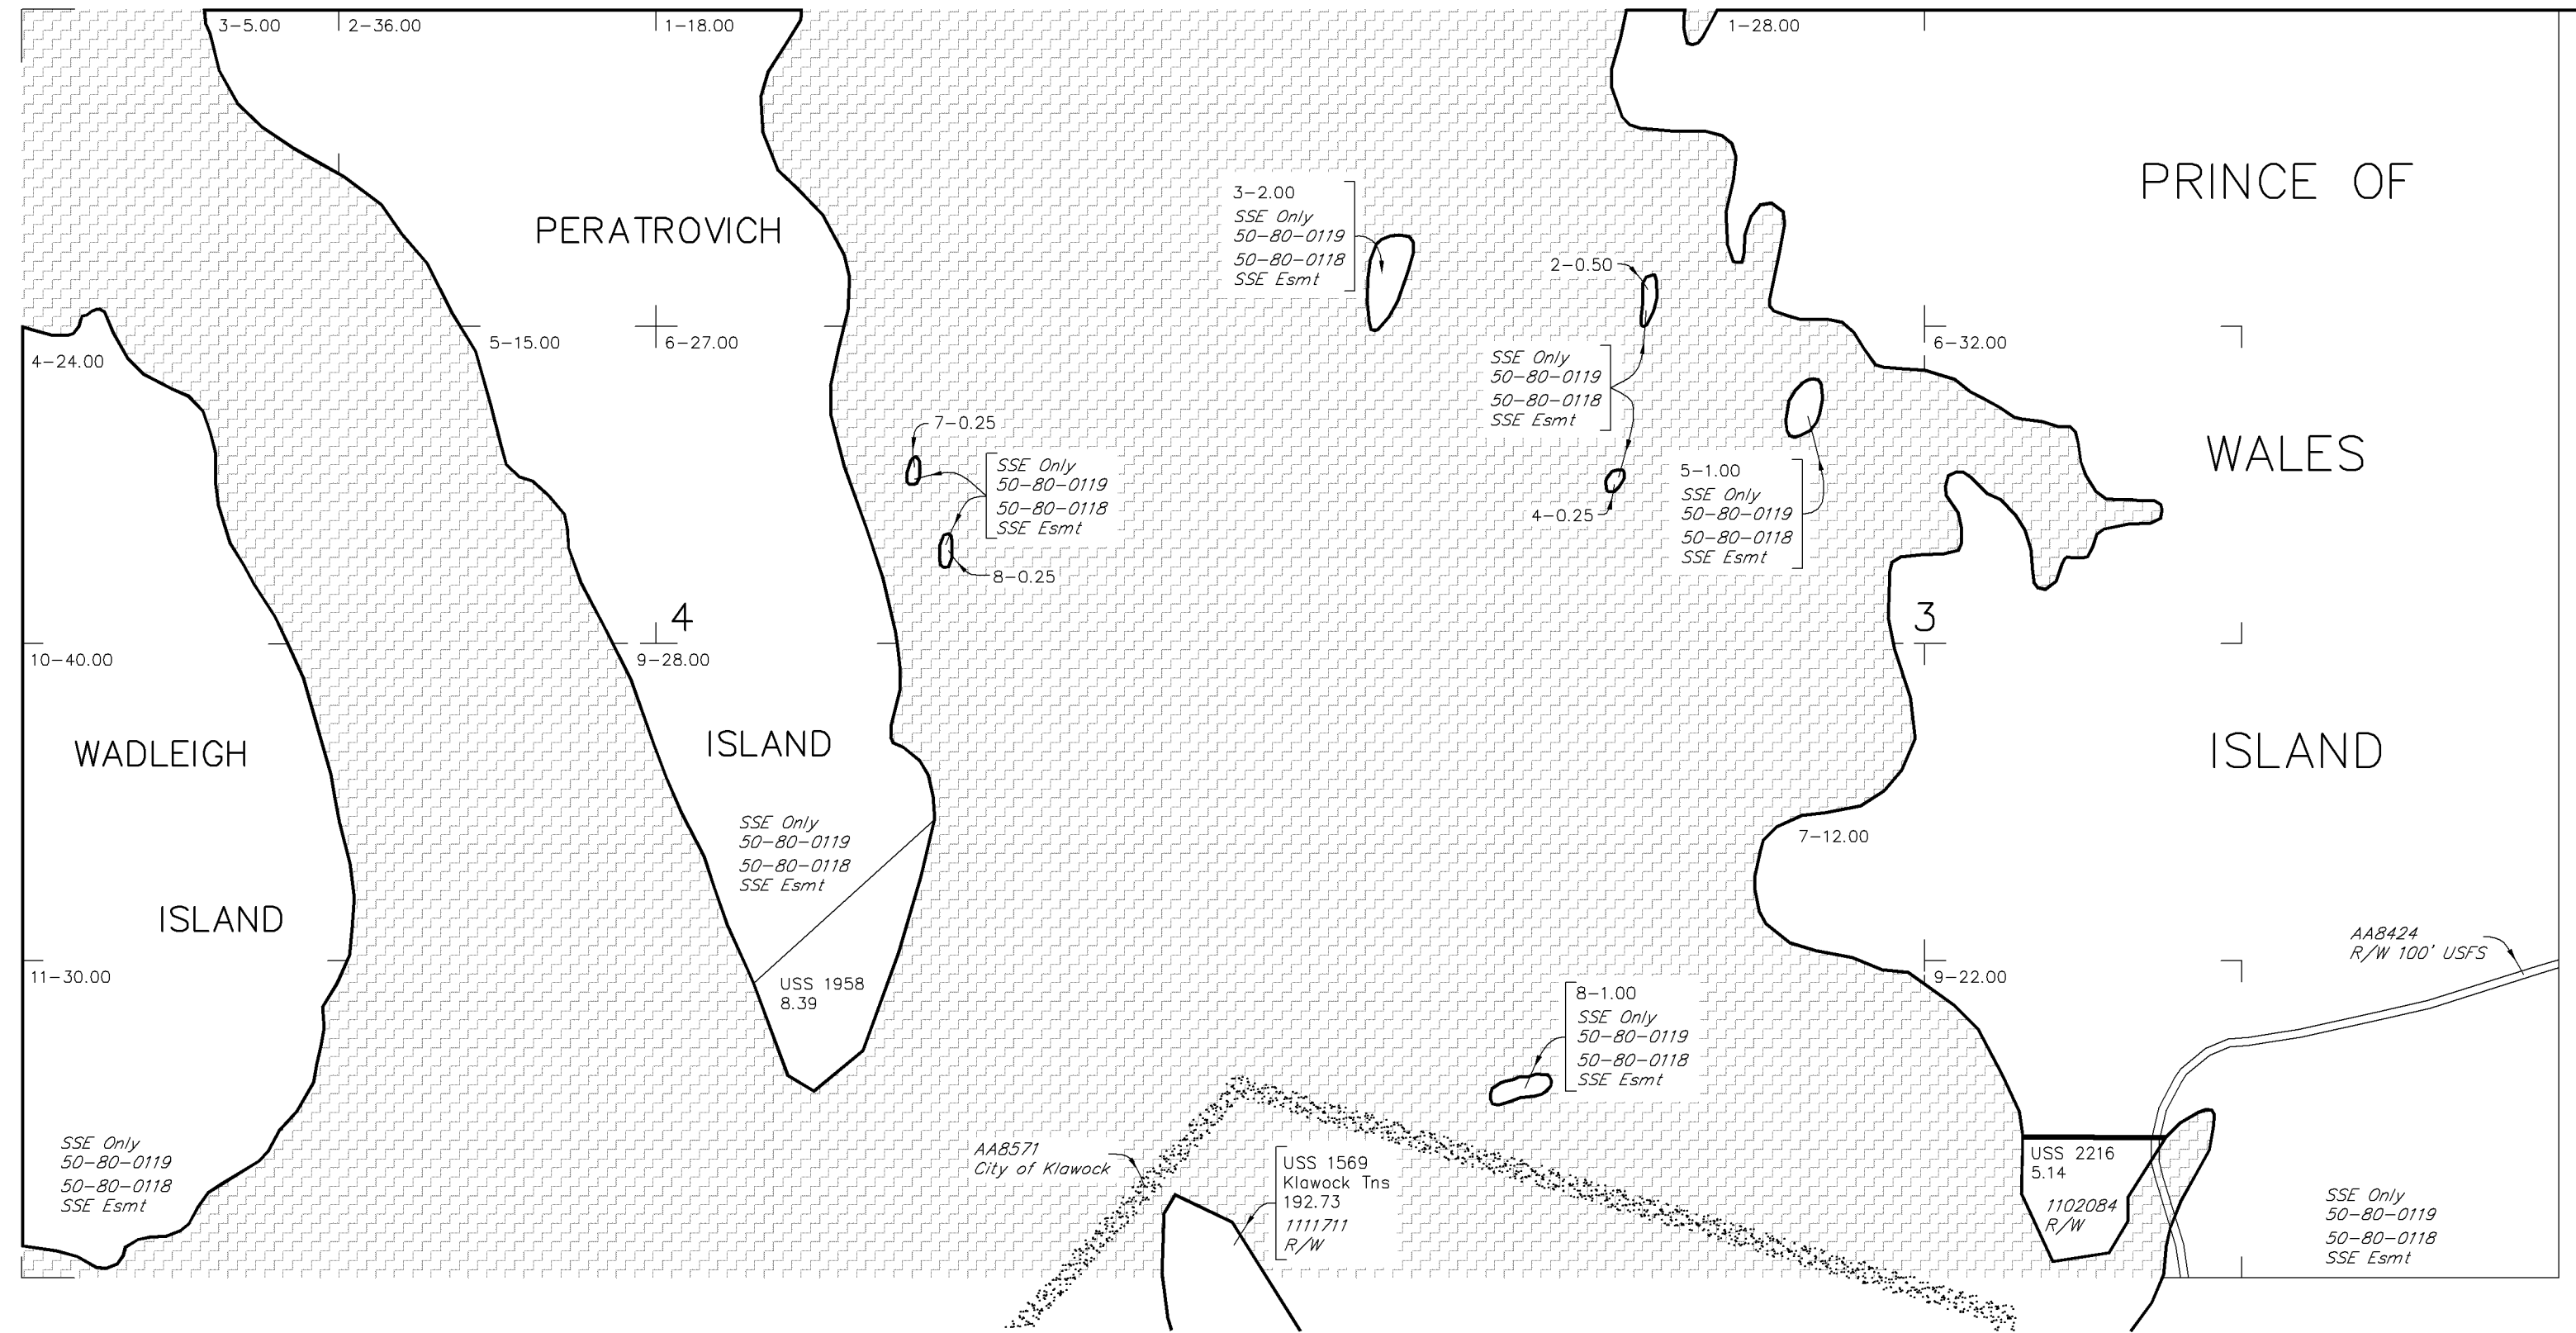 3-5.00
2-36.00
1-18.00
1-28.00
PRINCE OF
PERATROVICH
3-2.00
SSE Only
50-80-0119
50-80-0118
SSE Esmt
2-0.50
4-24.00
5-15.00
6-27.00
SSE Only
50-80-0119
50-80-0118
SSE Esmt
6-32.00
WALES
7-0.25
SSE Only
50-80-0119
50-80-0118
SSE Esmt
8-0.25
4-0.25
5-1.00
SSE Only
50-80-0119
50-80-0118
SSE Esmt
4
3
10-40.00
9-28.00
WADLEIGH
ISLAND
ISLAND
SSE Only
50-80-0119
50-80-0118
SSE Esmt
7-12.00
ISLAND
AA8424
R/W 100' USFS
11-30.00
USS 1958
8.39
9-22.00
8-1.00
SSE Only
50-80-0119
50-80-0118
SSE Esmt
SSE Only
50-80-0119
50-80-0118
SSE Esmt
AA8571
City of Klawock
USS 1569
Klawock Tns
192.73
1111711
R/W
USS 2216
5.14
1102084
R/W
SSE Only
50-80-0119
50-80-0118
SSE Esmt